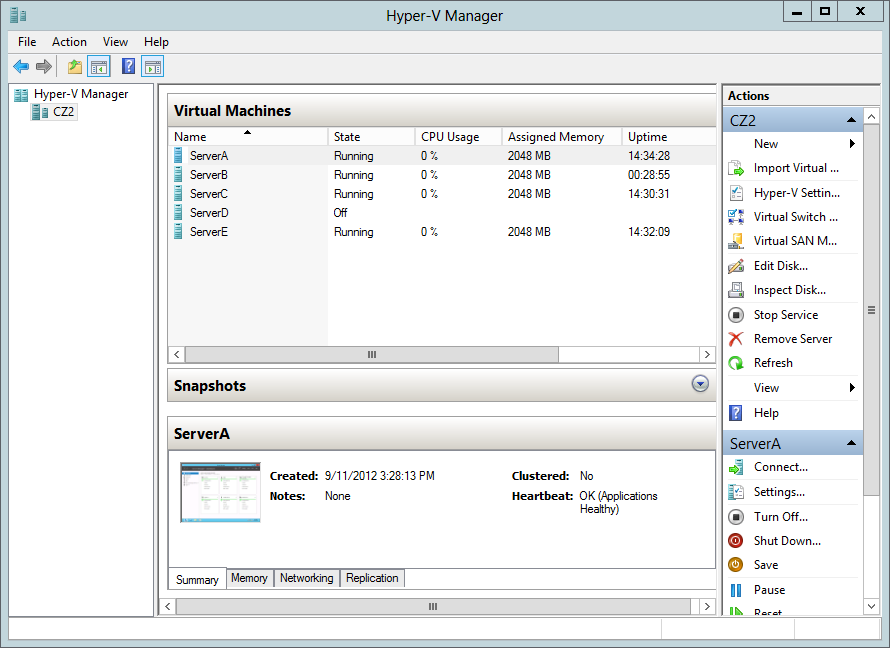 Hyper-V Manager
File Action View Help
Hyper-V Manager
CZ2
Virtual Machines
Name State CPU Usage Assigned Memory Uptime
ServerA Running 0 % 2048 MB 14:34:28
ServerB Running 0 % 2048 MB 00:28:55
ServerC Running 0 % 2048 MB 14:30:31
ServerD Off
ServerE Running 0 % 2048 MB 14:32:09
Snapshots
ServerA
Created: 9/11/2012 3:28:13 PM Clustered: No
Notes: None Heartbeat: OK (Applications
Healthy)
Summary Memory Networking Replication
Actions
CZ2
New
Import Virtual ...
Hyper-V Settin...
Virtual Switch ...
Virtual SAN M...
Edit Disk...
Inspect Disk...
Stop Service
Remove Server
Refresh
View
Help
ServerA
Connect...
Settings...
Turn Off...
Shut Down...
Save
Pause
Reset